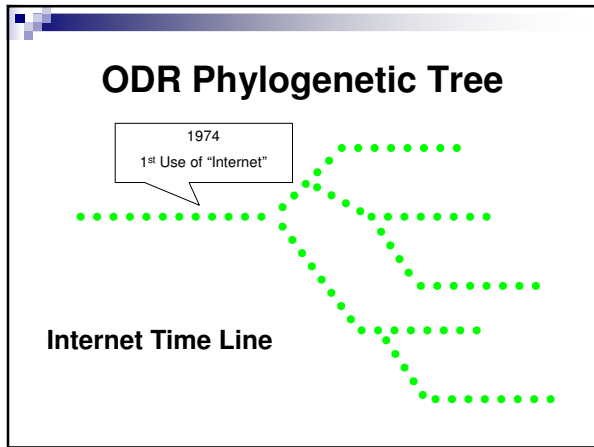 ODR Phylogenetic Tree
1974
1st Use of “Internet”
Internet Time Line